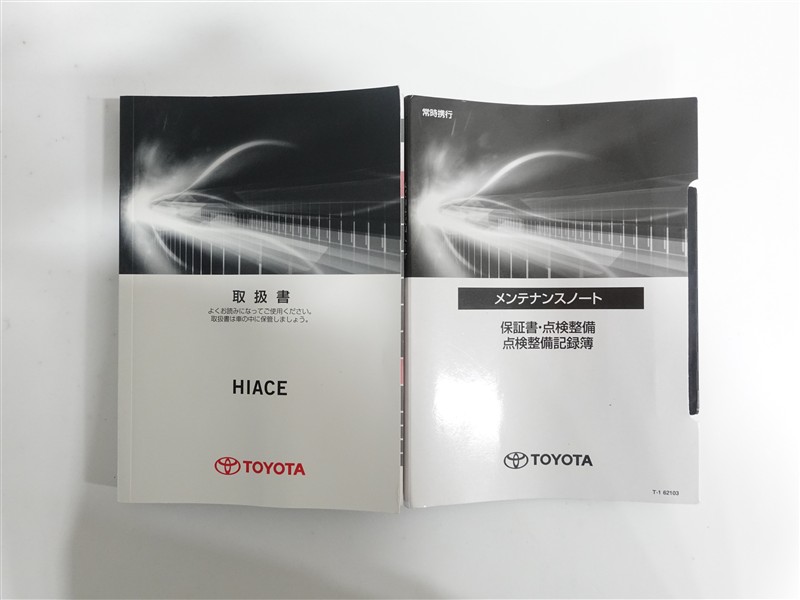 取扱書
よくお読みになってご使用ください。
取扱書は車の中に保管しましょう。
HIACE
TOYOTA
常時携行
メンテナンスノート
保証書・点検整備
点検整備記録簿
TOYOTA
T-1 62103